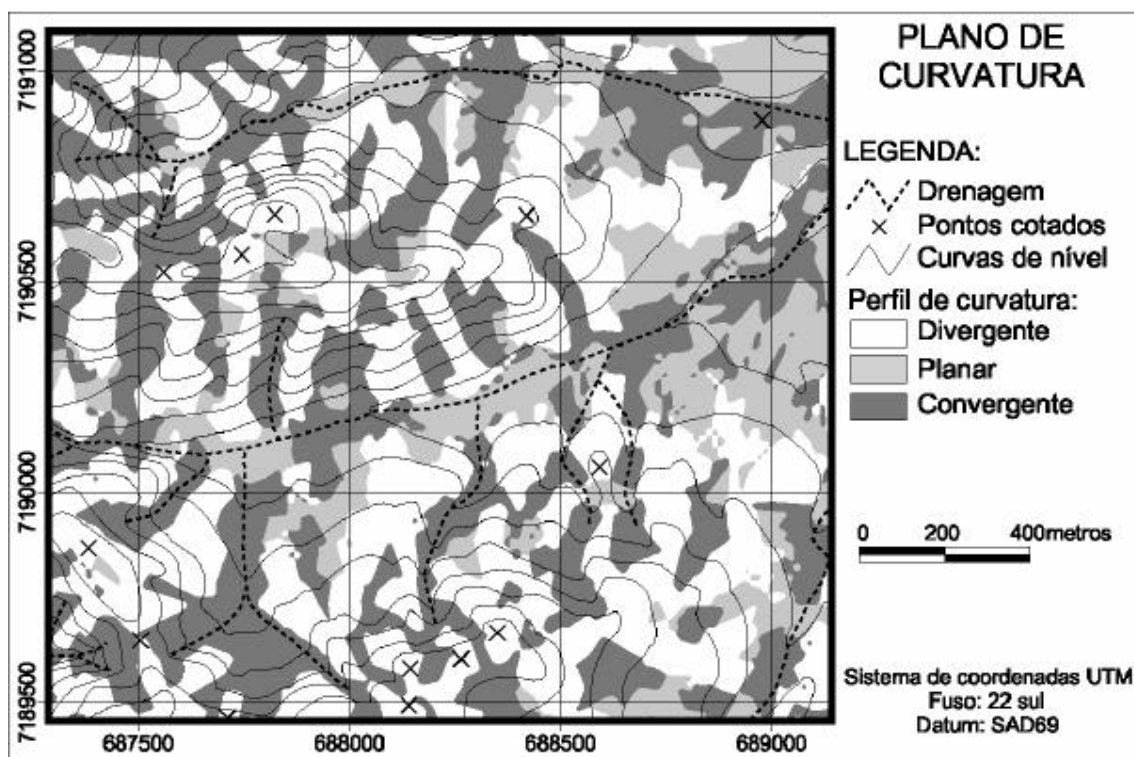 PLANO DE
CURVATURA
LEGENDA:
Drenagem
Pontos cotados
Curvas de nível
Perfil de curvatura:
Divergente
Planar
Convergente
0 200 400metros
Sistema de coordenadas UTM
Fuso: 22 sul
Datum: SAD69
7191000
7190500
7190000
7189500
687500 688000 688500 689000